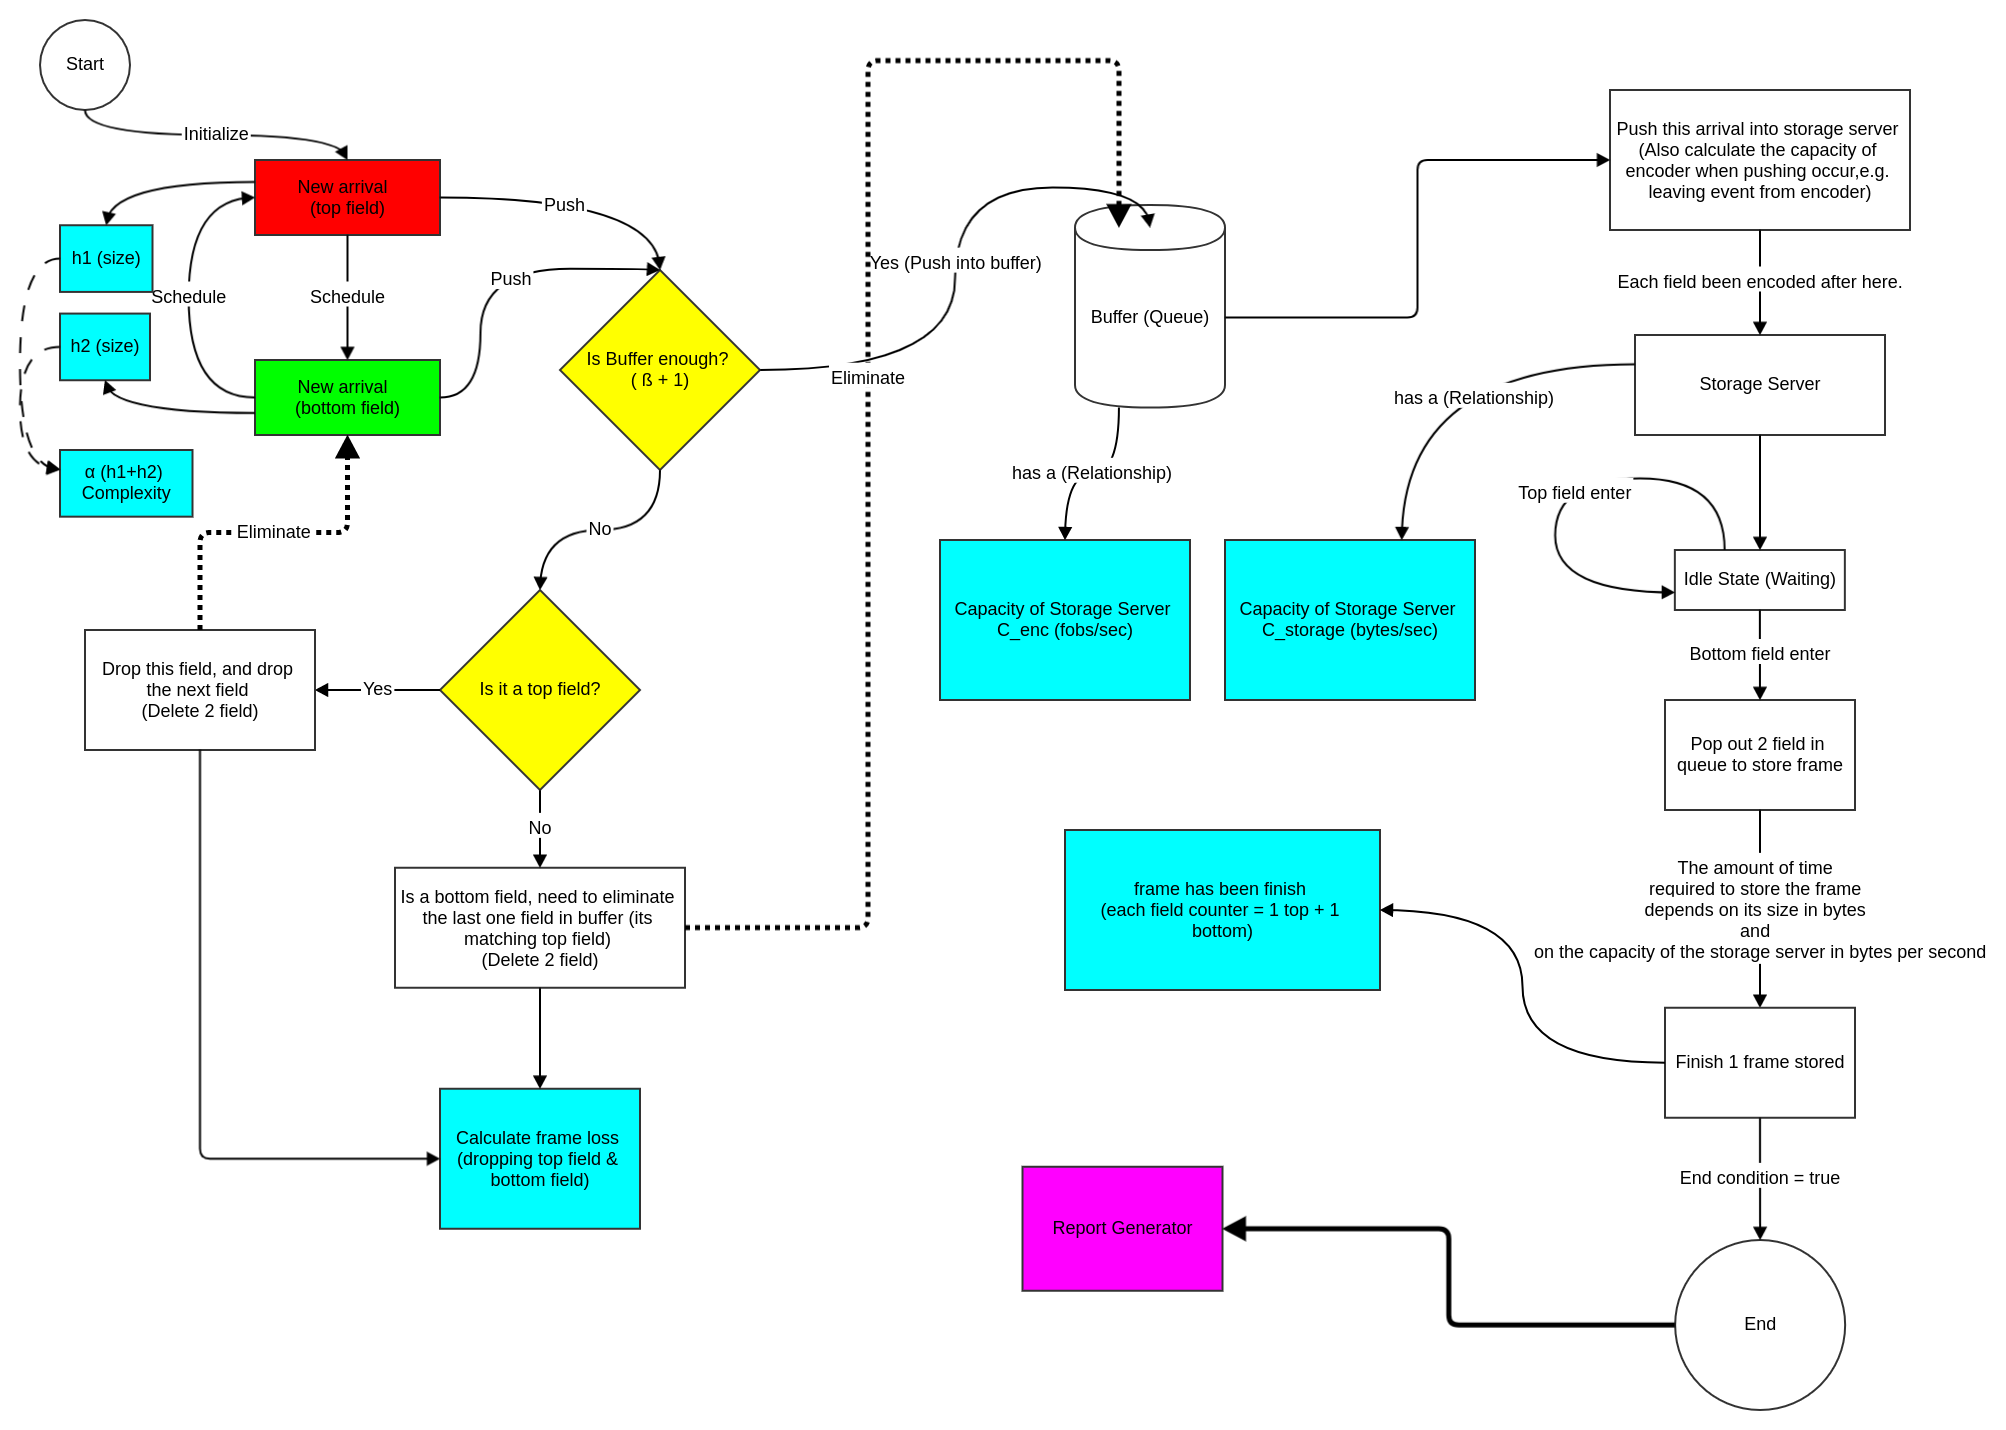 Start
Initialize
New arrival
(top field)
Push
h1 (size)
Schedule
Schedule
h2 (size)
New arrival
(bottom field)
Push
α (h1+h2)
Complexity
Eliminate
Is Buffer enough?
( ß + 1)
Yes (Push into buffer)
Eliminate
No
Is it a top field?
Yes
Drop this field, and drop
the next field
(Delete 2 field)
No
Is a bottom field, need to eliminate
the last one field in buffer (its
matching top field)
(Delete 2 field)
Calculate frame loss
(dropping top field &
bottom field)
Buffer (Queue)
has a (Relationship)
Capacity of Storage Server
C_enc (fobs/sec)
Push this arrival into storage server
(Also calculate the capacity of
encoder when pushing occur,e.g.
leaving event from encoder)
Each field been encoded after here.
Storage Server
has a (Relationship)
Capacity of Storage Server
C_storage (bytes/sec)
Top field enter
Idle State (Waiting)
Bottom field enter
Pop out 2 field in
queue to store frame
The amount of time
required to store the frame
depends on its size in bytes
and
on the capacity of the storage server in bytes per second
frame has been finish
(each field counter = 1 top + 1
bottom)
Finish 1 frame stored
End condition = true
Report Generator
End